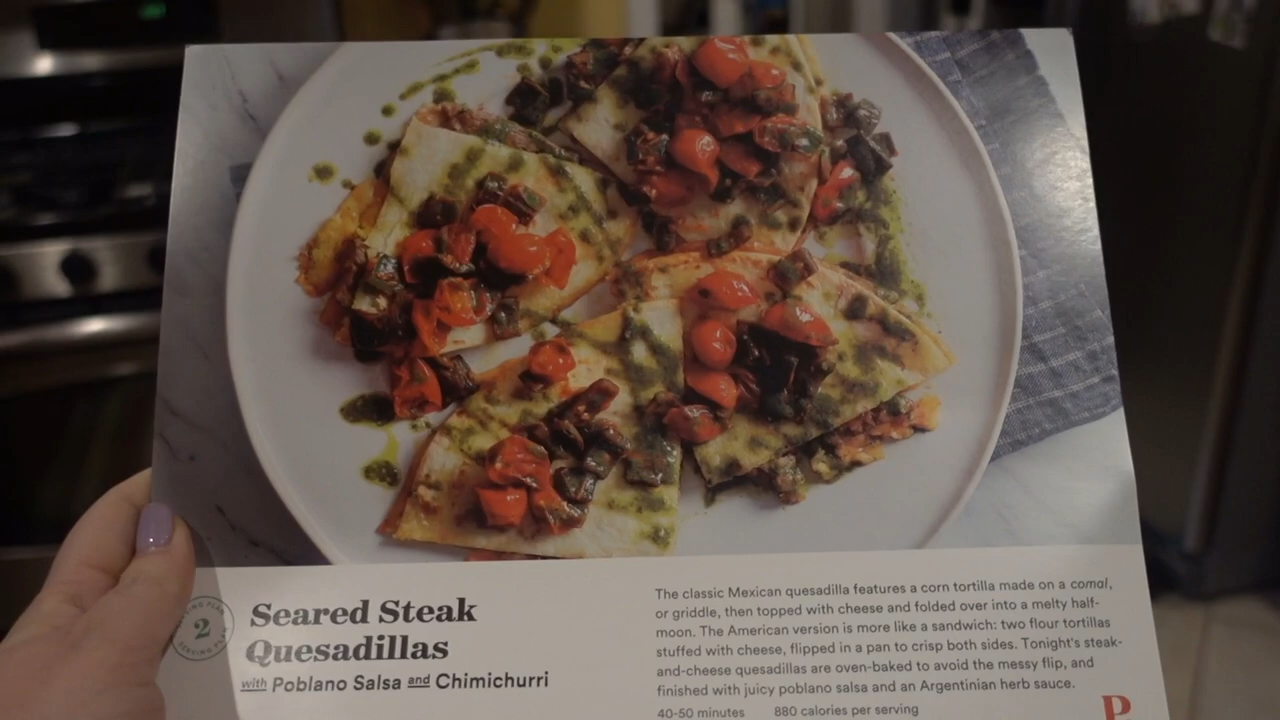 2
SERVING PLAN
Seared Steak
Quesadillas
with Poblano Salsa and Chimichurri
The classic Mexican quesadilla features a corn tortilla made on a comal,
or griddle, then topped with cheese and folded over into a melty half-
moon. The American version is more like a sandwich: two flour tortillas
stuffed with cheese, flipped in a pan to crisp both sides. Tonight's steak-
and-cheese quesadillas are oven-baked to avoid the messy flip, and
finished with juicy poblano salsa and an Argentinian herb sauce.
40-50 minutes 880 calories per serving
P